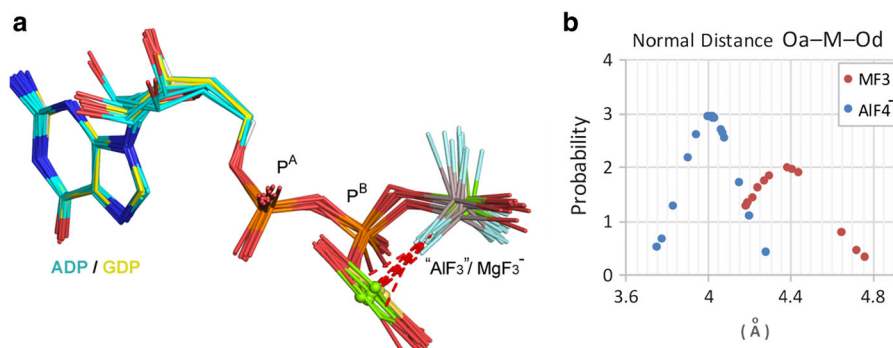 a
P^A
P^B
ADP / GDP
"AlF₃"/ MgF₃⁻
b
Normal Distance Oa–M–Od
Probability
4
3
2
1
0
3.6
4
4.4
4.8
(Å)
MF3
AlF4⁻